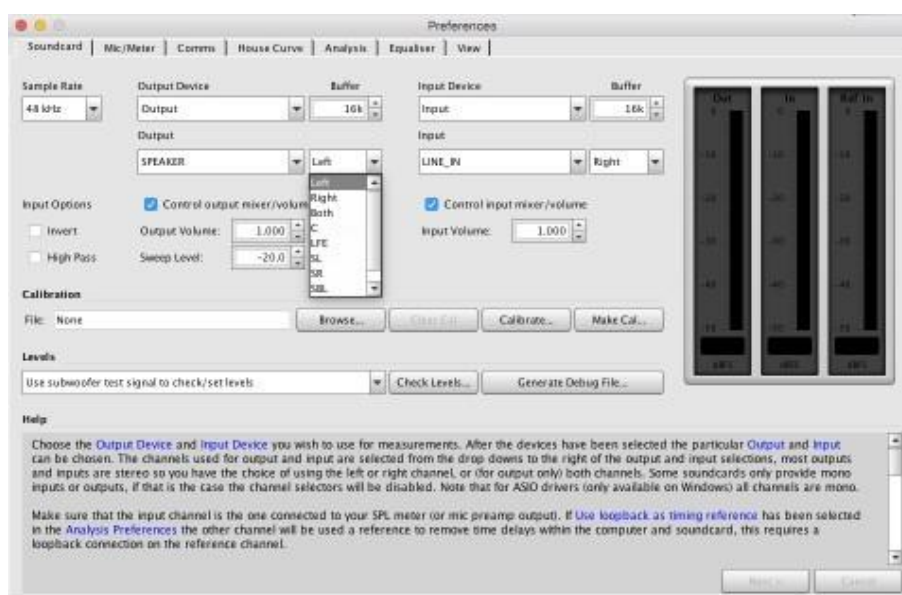 Preferences
Soundcard Mic/Meter Comms House Curve Analysis Equaliser View
Sample Rate Output Device Buffer Input Device Buffer
48 kHz Output 16k Input 16k
Output Input
SPEAKER Left LINE_IN Right
Left
Right
Both
C
LFE
SL
SR
SBL
Input Options Control output mixer/volum Control input mixer/volume
Invert Output Volume: 1.000 Input Volume: 1.000
High Pass Sweep Level: -20.0
Calibration
File: None Browse... Clear Cal Calibrate... Make Cal...
Levels
Use subwoofer test signal to check/set levels Check Levels... Generate Debug File...
Out In Ref In
dBFS dBFS dBFS
Help
Choose the Output Device and Input Device you wish to use for measurements. After the devices have been selected the particular Output and Input
can be chosen. The channels used for output and input are selected from the drop downs to the right of the output and input selections, most outputs
and inputs are stereo so you have the choice of using the left or right channel, or (for output only) both channels. Some soundcards only provide mono
inputs or outputs, if that is the case the channel selectors will be disabled. Note that for ASIO drivers (only available on Windows) all channels are mono.
Make sure that the input channel is the one connected to your SPL meter (or mic preamp output). If Use loopback as timing reference has been selected
in the Analysis Preferences the other channel will be used a reference to remove time delays within the computer and soundcard, this requires a
loopback connection on the reference channel.
Next > Cancel